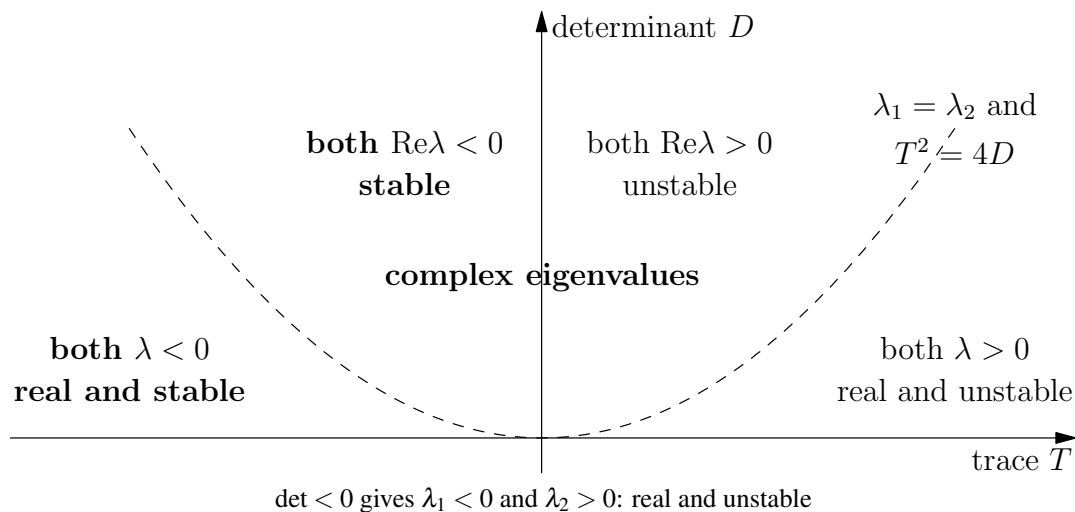 determinant D
λ₁ = λ₂ and
T² = 4D
both Reλ < 0
stable
both Reλ > 0
unstable
complex eigenvalues
both λ < 0
real and stable
both λ > 0
real and unstable
trace T
det < 0 gives λ₁ < 0 and λ₂ > 0: real and unstable